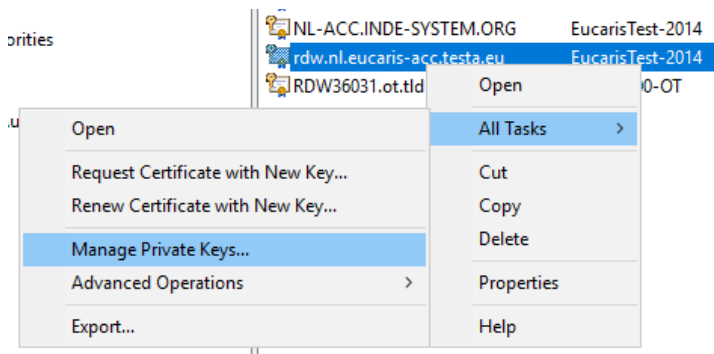 orities
NL-ACC.INDE-SYSTEM.ORG EucarisTest-2014
rdw.nl.eucaris-acc.testa.eu EucarisTest-2014
RDW36031.ot.tld 00-OT
Open
All Tasks >
Cut
Copy
Delete
Properties
Help
Open
Request Certificate with New Key...
Renew Certificate with New Key...
Manage Private Keys...
Advanced Operations >
Export...